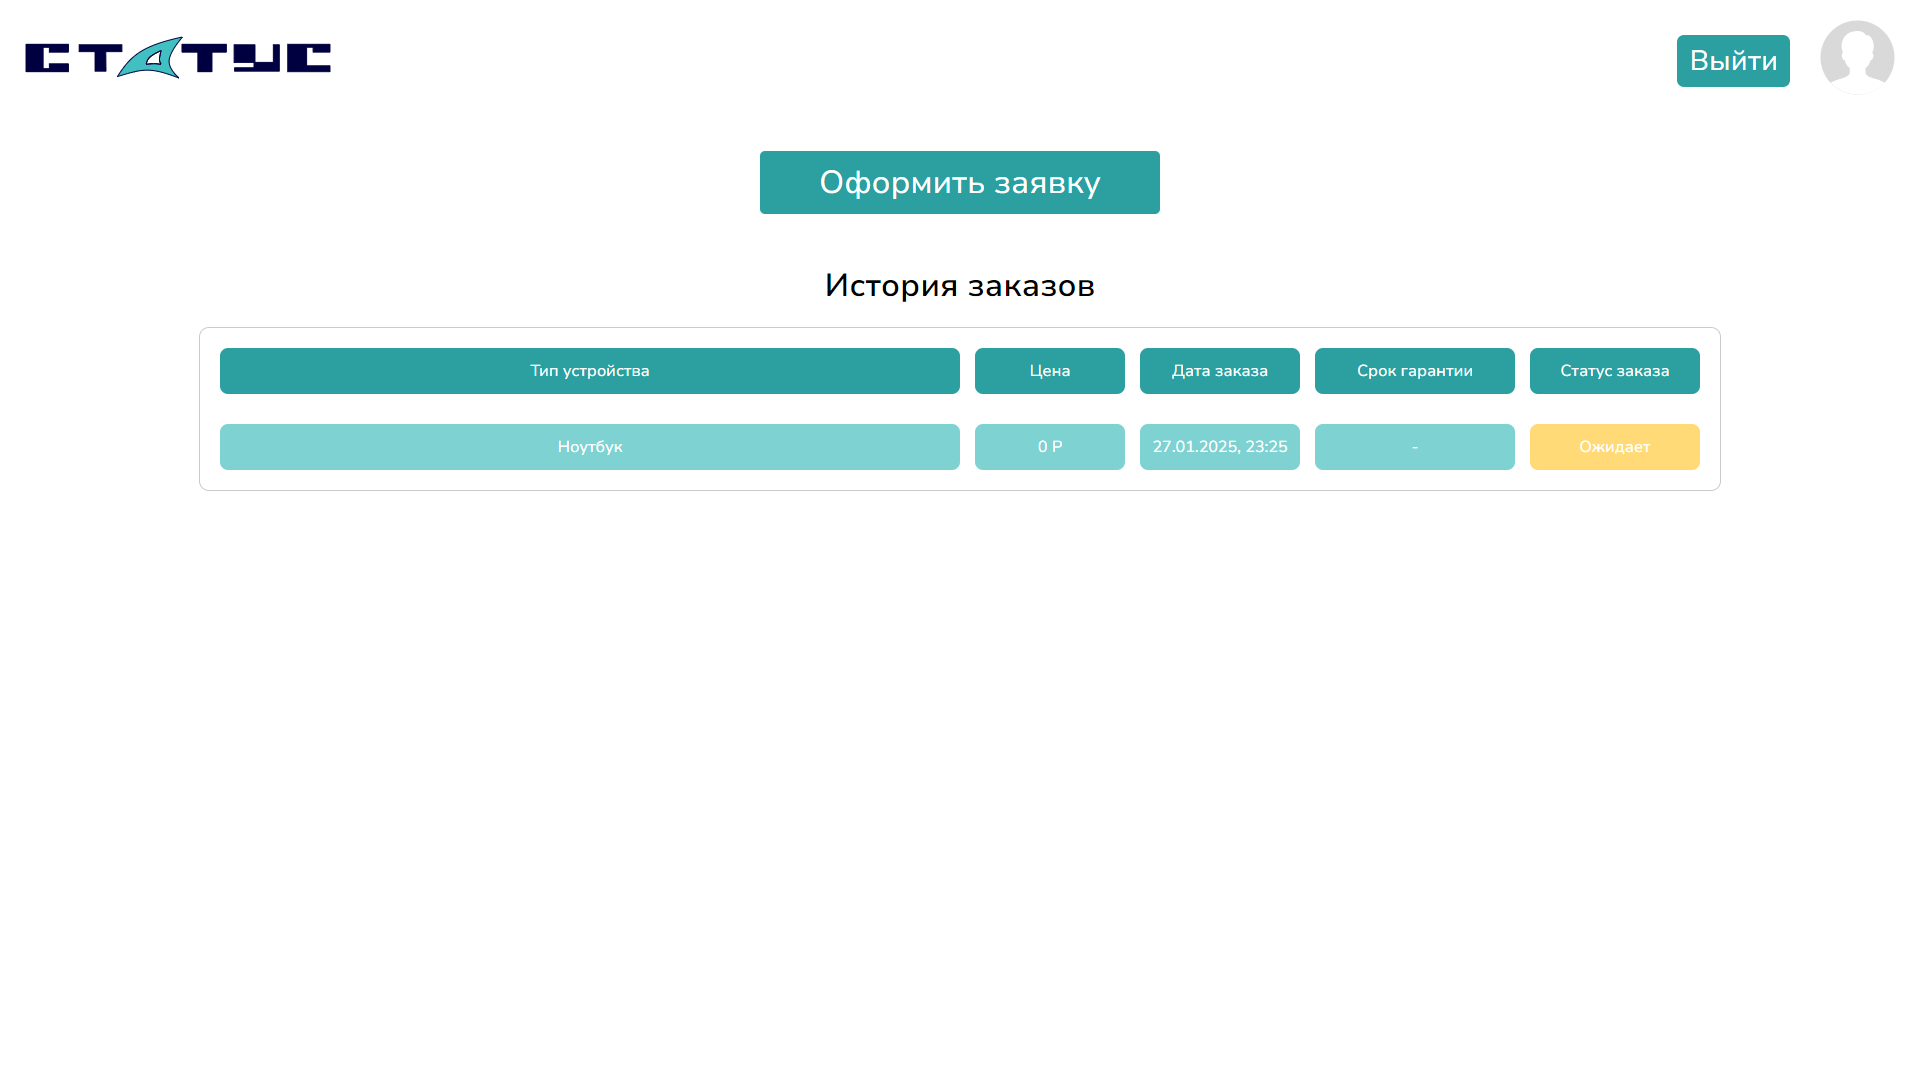 СТАТУС
Выйти
Оформить заявку
История заказов
Тип устройства Цена Дата заказа Срок гарантии Статус заказа
Ноутбук 0 Р 27.01.2025, 23:25 - Ожидает